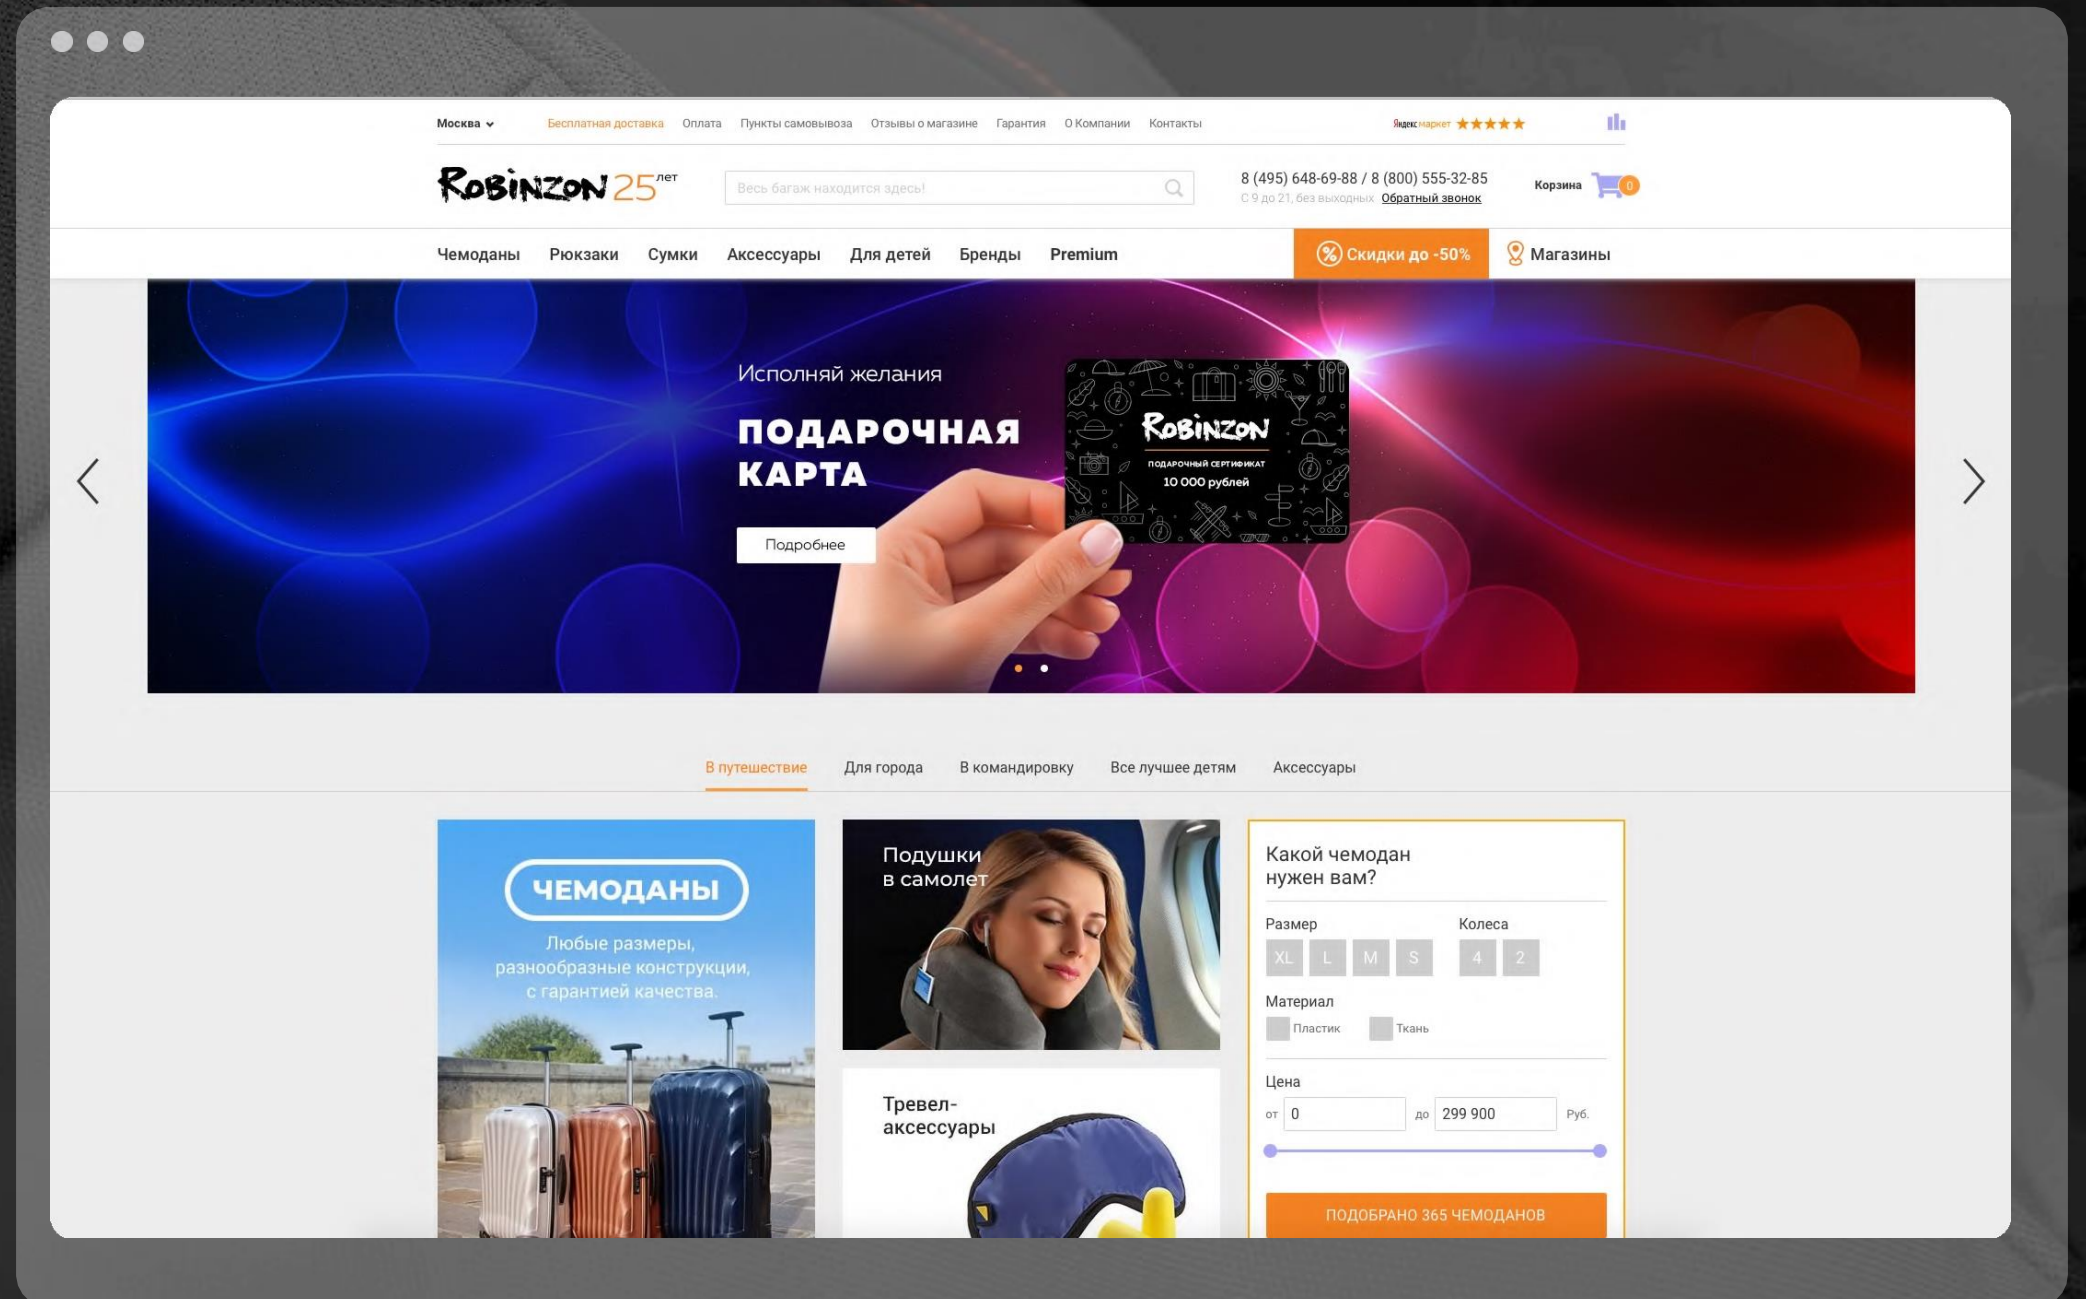 Москва
Бесплатная доставка
Оплата
Пункты самовывоза
Отзывы о магазине
Гарантия
О Компании
Контакты
Яндекс маркет
ROBINZON 25 лет
Весь багаж находится здесь!
8 (495) 648-69-88 / 8 (800) 555-32-85
С 9 до 21, без выходных Обратный звонок
Корзина
0
Чемоданы
Рюкзаки
Сумки
Аксессуары
Для детей
Бренды
Premium
% Скидки до -50%
Магазины
Исполняй желания
ПОДАРОЧНАЯ
КАРТА
Подробнее
ROBINZON
ПОДАРОЧНЫЙ СЕРТИФИКАТ
10 000 рублей
В путешествие
Для города
В командировку
Все лучшее детям
Аксессуары
ЧЕМОДАНЫ
Любые размеры,
разнообразные конструкции,
с гарантией качества.
Подушки
в самолет
Тревел-
аксессуары
Какой чемодан
нужен вам?
Размер
XL L M S
Колеса
4 2
Материал
Пластик
Ткань
Цена
от 0 до 299 900 Руб.
ПОДОБРАНО 365 ЧЕМОДАНОВ